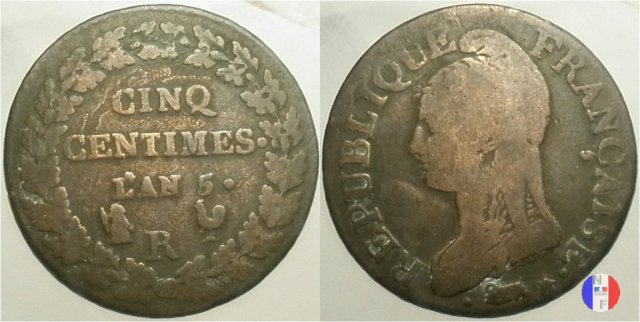 CINQ
CENTIMES.
L'AN 5.
R
REPUBLIQUE FRANÇAISE.
N
F